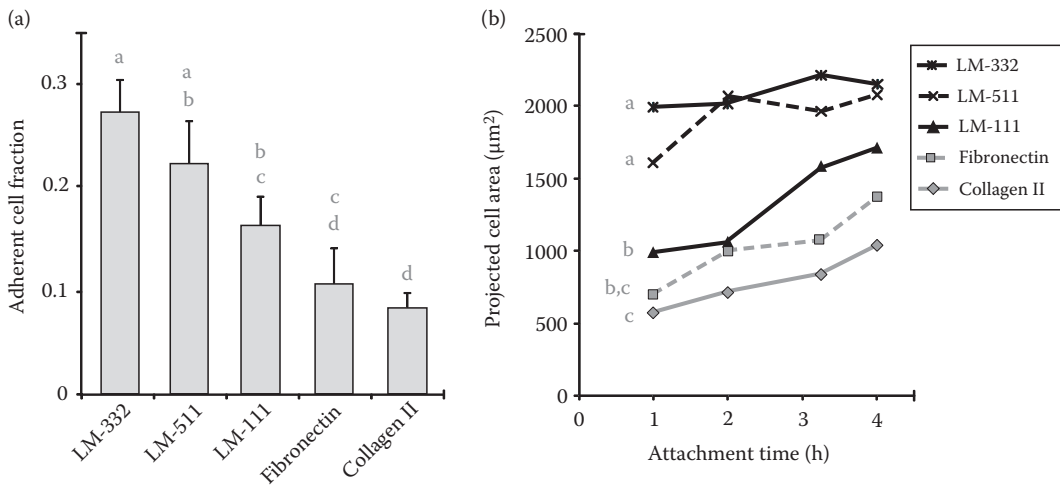 (a)
Adherent cell fraction
0.3
0.2
0.1
0
a
a
b
b
c
c
d
d
LM-332
LM-511
LM-111
Fibronectin
Collagen II
(b)
Projected cell area (µm²)
2500
2000
1500
1000
500
0
a
a
b
b,c
c
0 1 2 3 4
Attachment time (h)
LM-332
LM-511
LM-111
Fibronectin
Collagen II